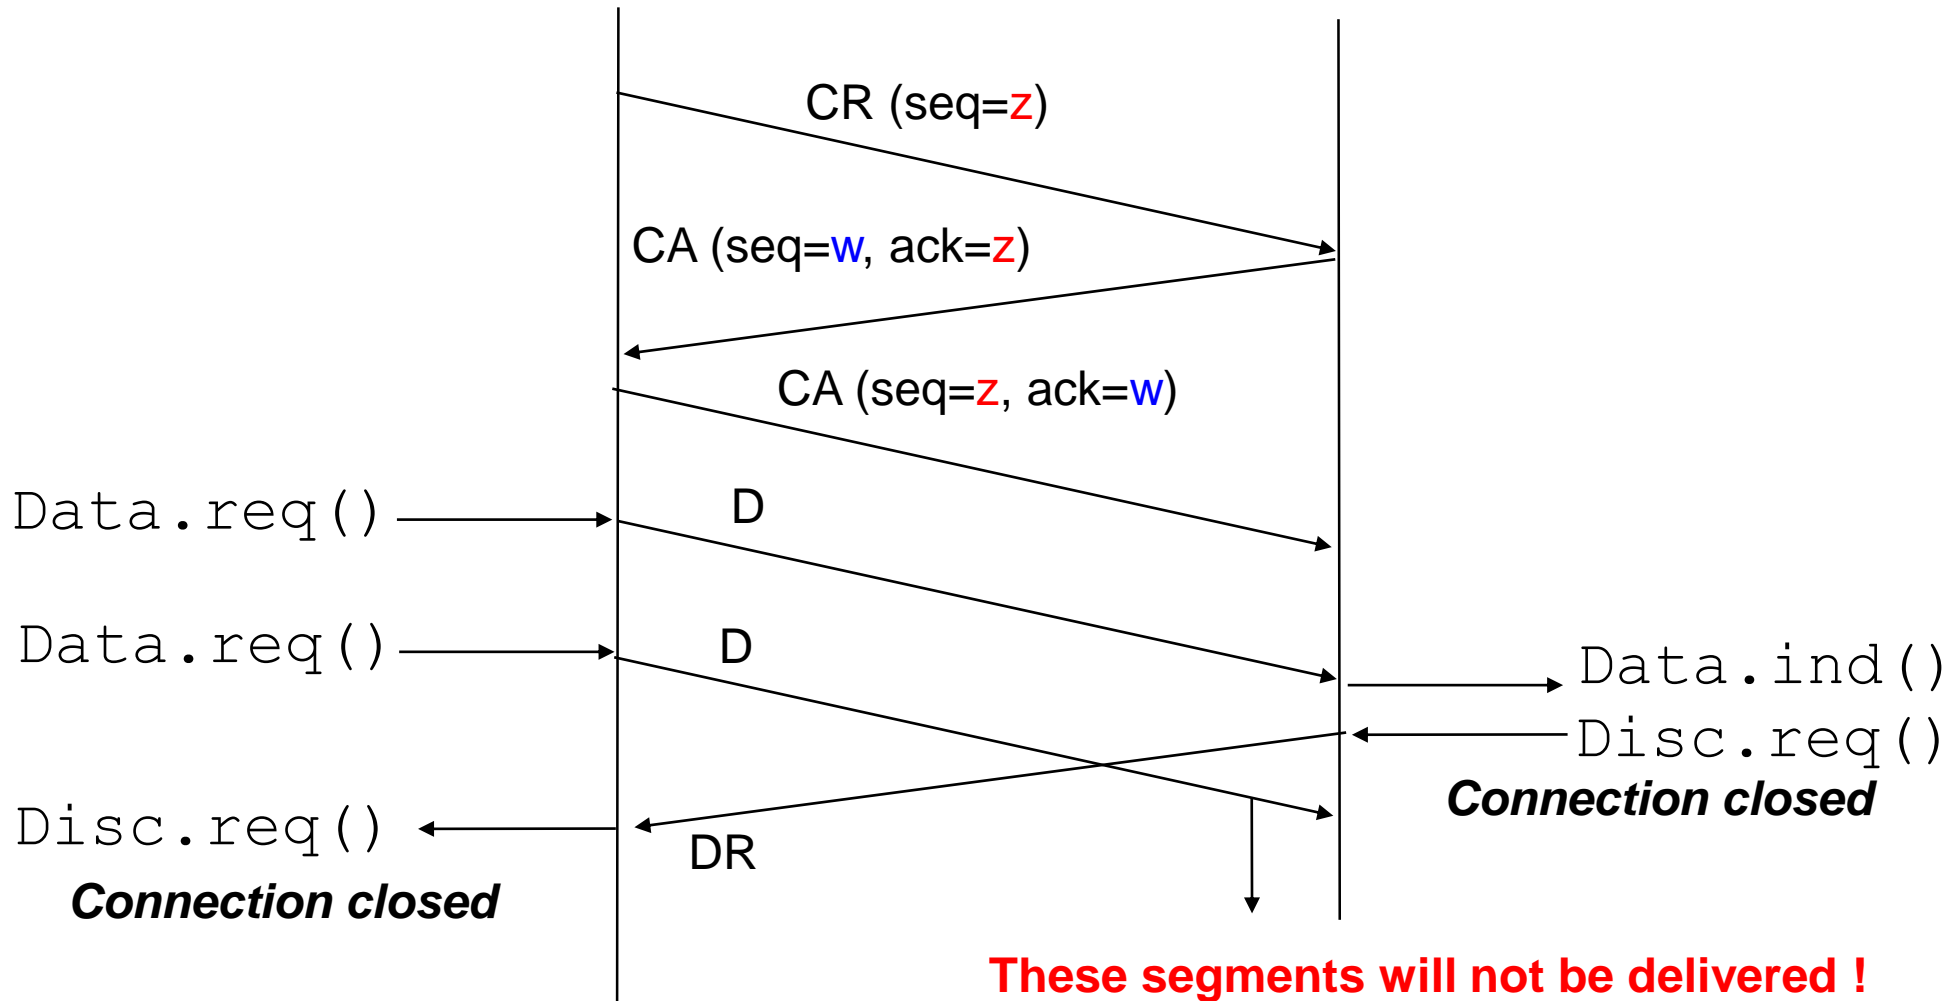 CR (seq=z)
CA (seq=w, ack=z)
CA (seq=z, ack=w)
Data.req()
D
Data.req()
D
Data.ind()
Disc.req()
Connection closed
Disc.req()
DR
Connection closed
These segments will not be delivered !